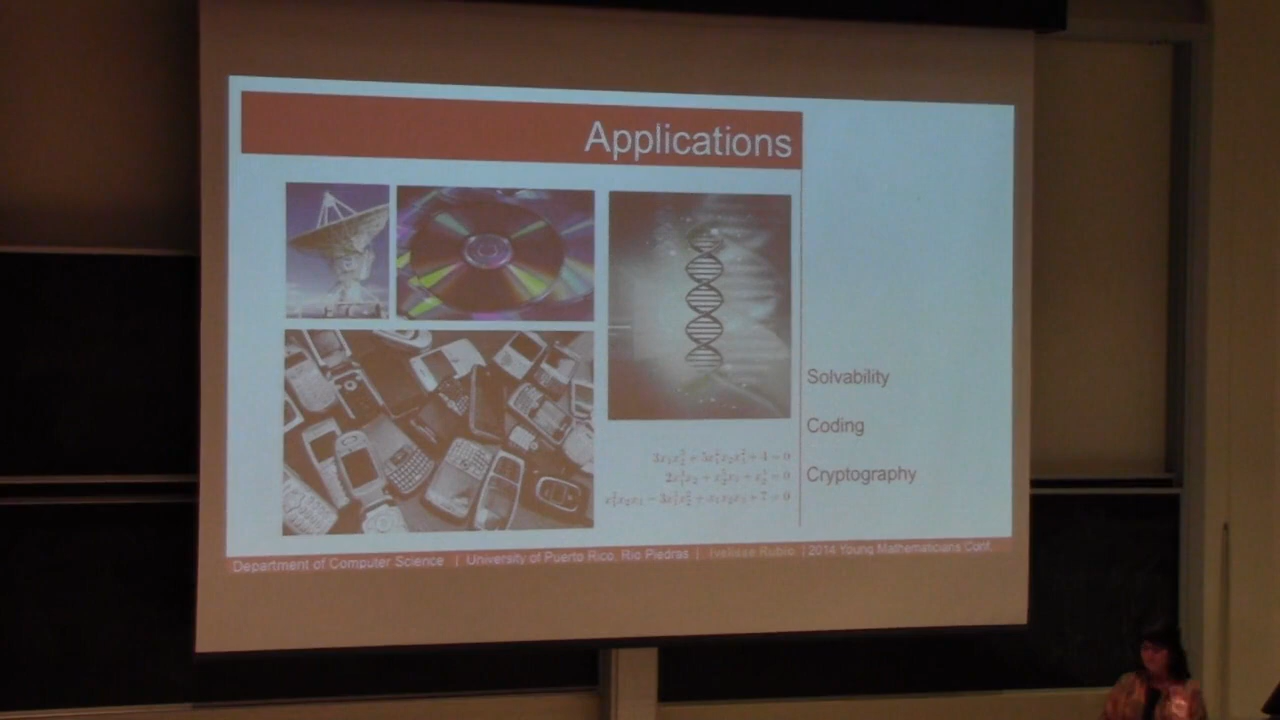 Applications
Solvability
Coding
Cryptography
Department of Computer Science | University of Puerto Rico, Rio Piedras | Ivelisse Rubio | 2014 Young Mathematicians Conf.